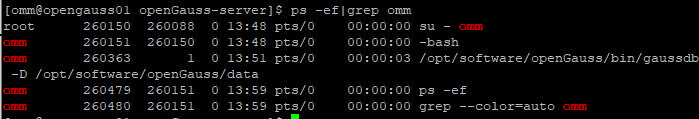 [omm@opengauss01 openGauss-server]$ ps -ef|grep omm
root      260150  260088  0 13:48 pts/0    00:00:00 su - omm
omm       260151  260150  0 13:48 pts/0    00:00:00 -bash
omm       260363       1  0 13:51 pts/0    00:00:03 /opt/software/openGauss/bin/gaussdb
 -D /opt/software/openGauss/data
omm       260479  260151  0 13:59 pts/0    00:00:00 ps -ef
omm       260480  260151  0 13:59 pts/0    00:00:00 grep --color=auto omm